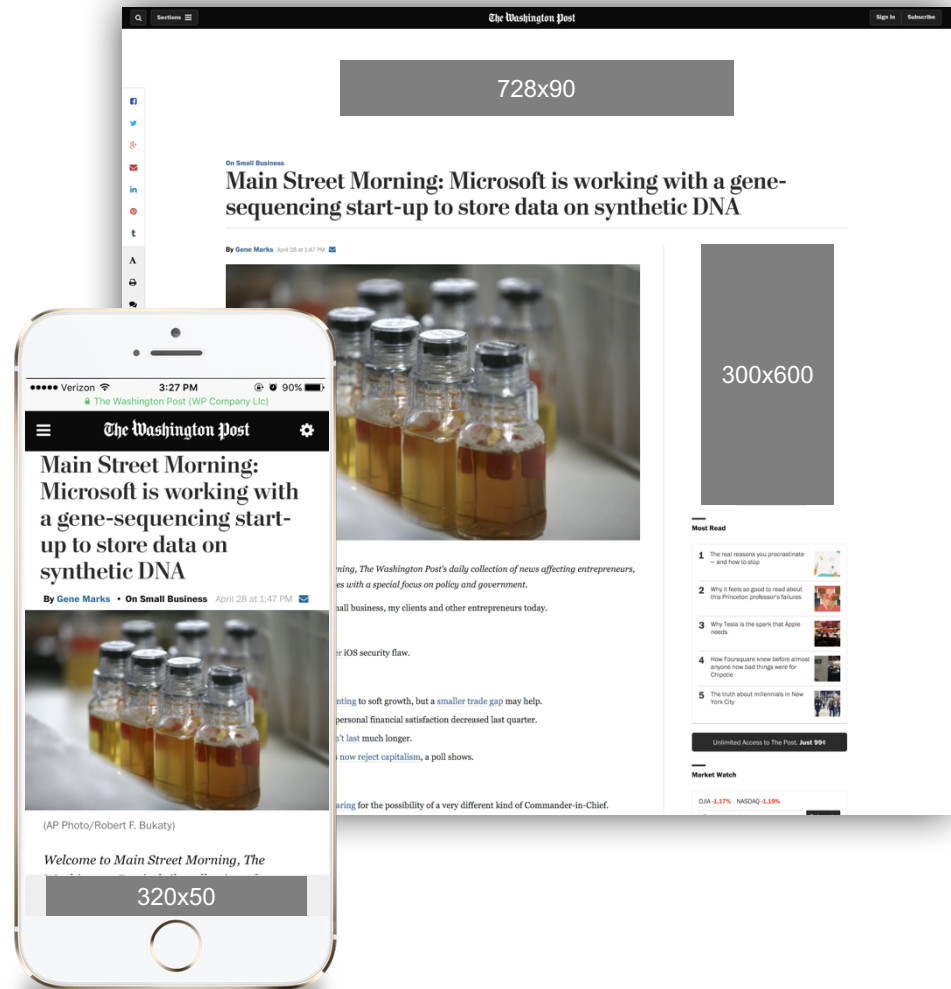 Sections
The Washington Post
Sign In
Subscribe
728x90
On Small Business
Main Street Morning: Microsoft is working with a gene-
sequencing start-up to store data on synthetic DNA
By Gene Marks April 28 at 1:47 PM
300x600
ning, The Washington Post's daily collection of news affecting entrepreneurs,
es with a special focus on policy and government.
nall business, my clients and other entrepreneurs today.
er iOS security flaw.
nting to soft growth, but a smaller trade gap may help.
personal financial satisfaction decreased last quarter.
n't last much longer.
s now reject capitalism, a poll shows.
aring for the possibility of a very different kind of Commander-in-Chief.
Most Read
1 The real reasons you procrastinate
— and how to stop
2 Why it feels so good to read about
this Princeton professor's failures
3 Why Tesla is the spark that Apple
needs
4 How Foursquare knew before almost
anyone how bad things were for
Chipotle
5 The truth about millennials in New
York City
Unlimited Access to The Post. Just 99¢
Market Watch
DJIA -1.17% NASDAQ -1.19%
Verizon 3:27 PM 90%
The Washington Post (WP Company Llc)
The Washington Post
Main Street Morning:
Microsoft is working with
a gene-sequencing start-
up to store data on
synthetic DNA
By Gene Marks • On Small Business April 28 at 1:47 PM
(AP Photo/Robert F. Bukaty)
Welcome to Main Street Morning, The
320x50